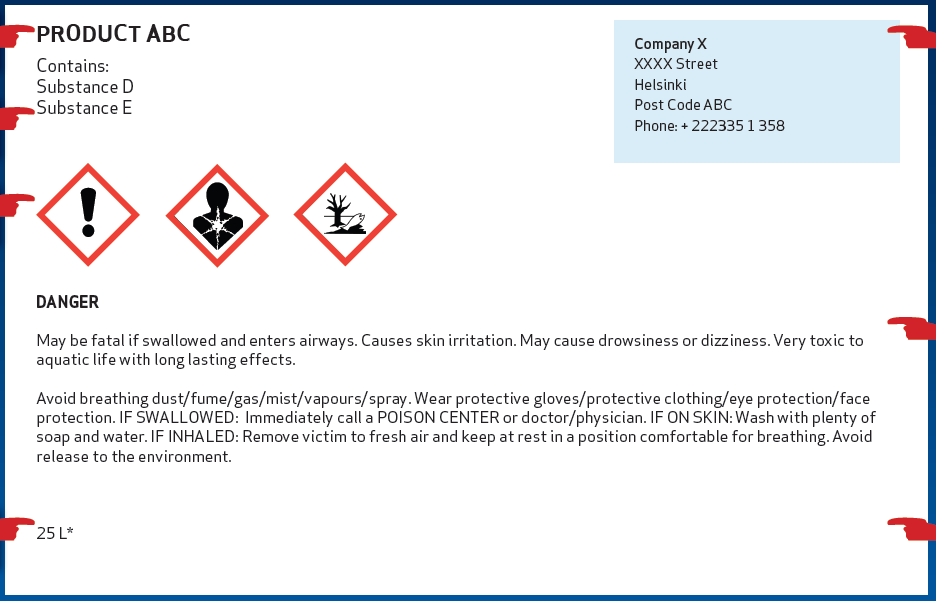 PRODUCT ABC
Contains:
Substance D
Substance E
Company X
XXXX Street
Helsinki
Post Code ABC
Phone: + 222335 1 358
DANGER
May be fatal if swallowed and enters airways. Causes skin irritation. May cause drowsiness or dizziness. Very toxic to
aquatic life with long lasting effects.
Avoid breathing dust/fume/gas/mist/vapours/spray. Wear protective gloves/protective clothing/eye protection/face
protection. IF SWALLOWED:  Immediately call a POISON CENTER or doctor/physician. IF ON SKIN: Wash with plenty of
soap and water. IF INHALED: Remove victim to fresh air and keep at rest in a position comfortable for breathing. Avoid
release to the environment.
25 L*